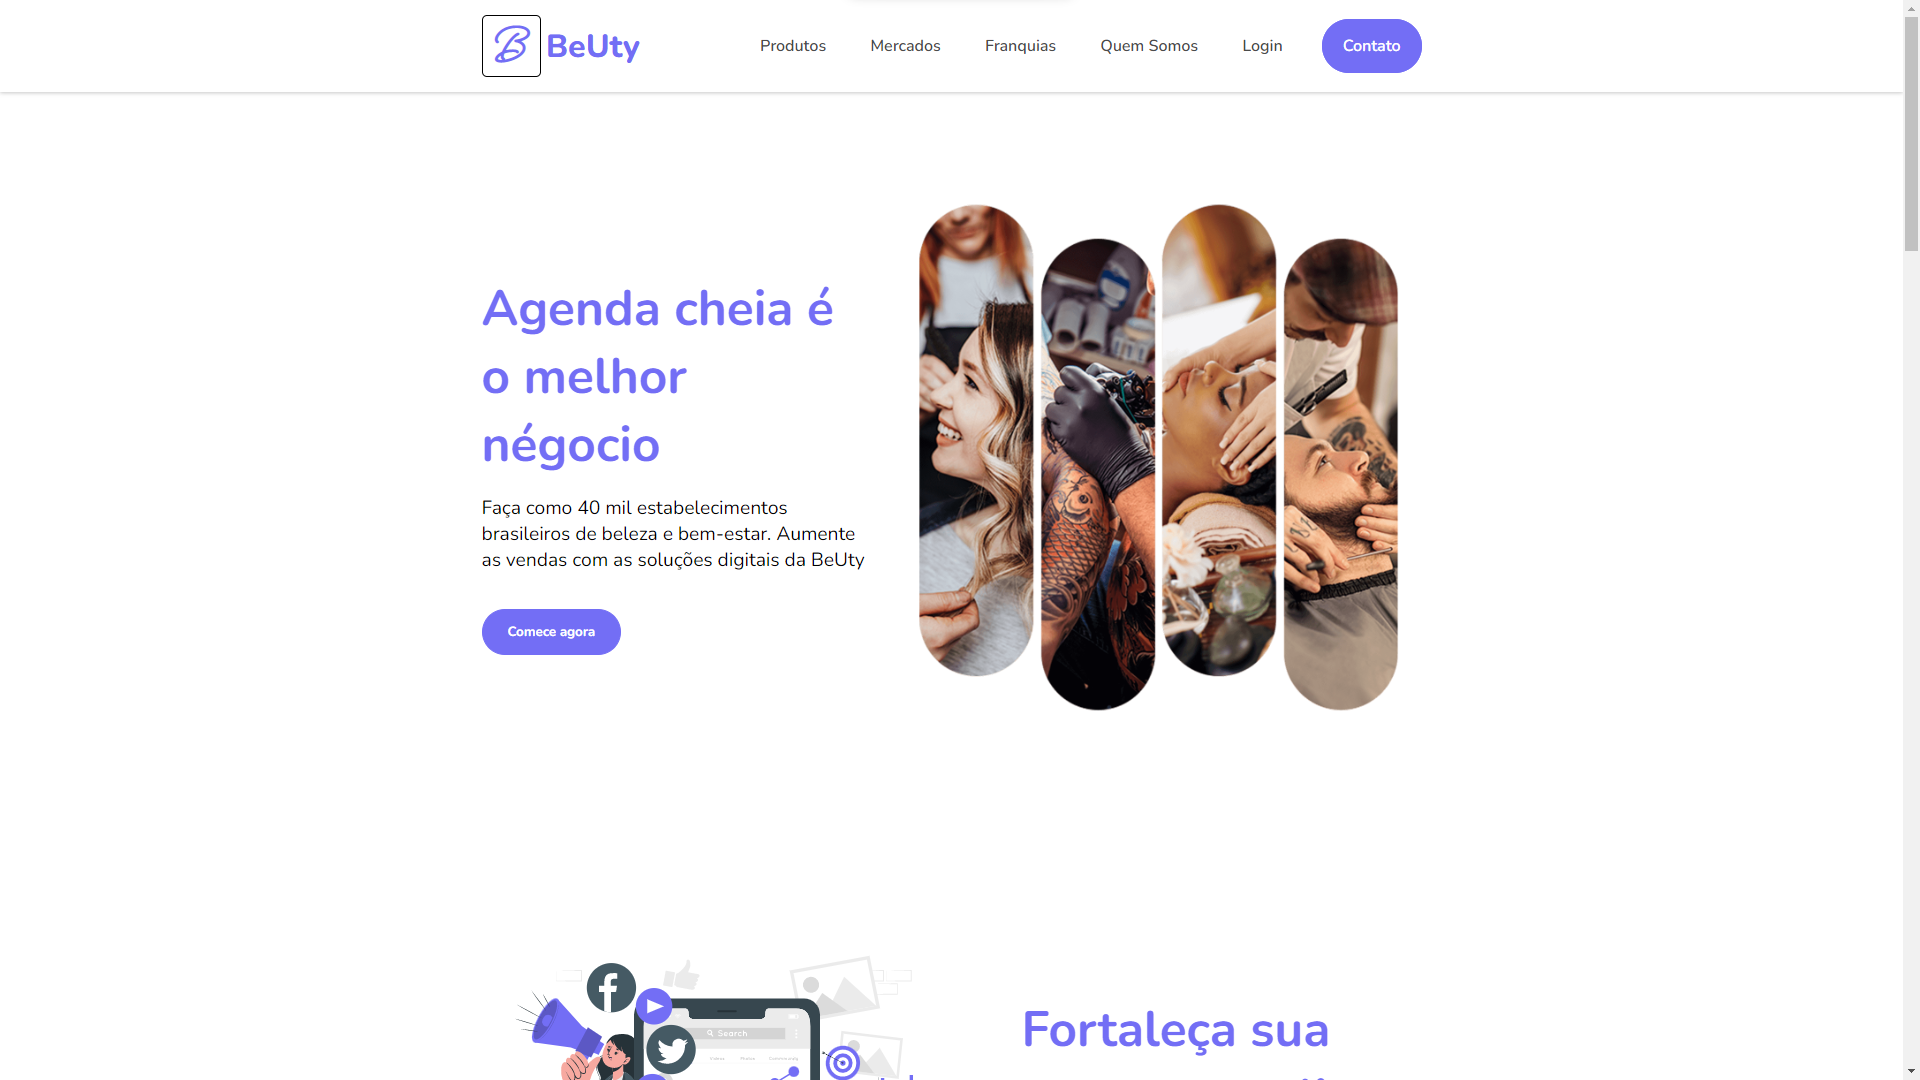 BeUty
Produtos
Mercados
Franquias
Quem Somos
Login
Contato
Agenda cheia é
o melhor
négocio
Faça como 40 mil estabelecimentos
brasileiros de beleza e bem-estar. Aumente
as vendas com as soluções digitais da BeUty
Comece agora
Search
Fortaleça sua